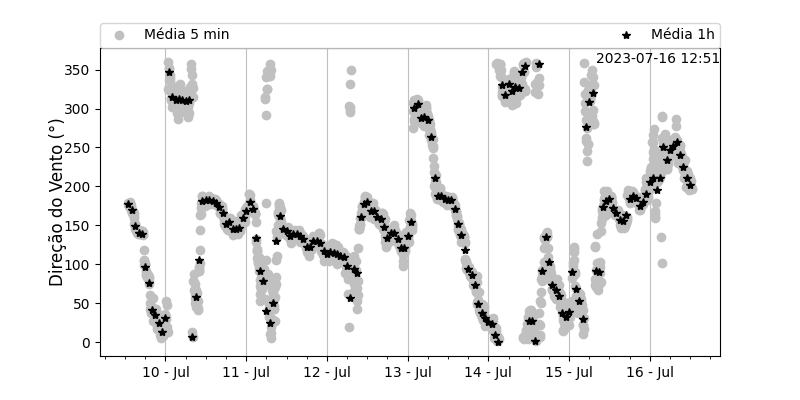 Média 5 min
Média 1h
2023-07-16 12:51
Direção do Vento (°)
350
300
250
200
150
100
50
0
10 - Jul
11 - Jul
12 - Jul
13 - Jul
14 - Jul
15 - Jul
16 - Jul